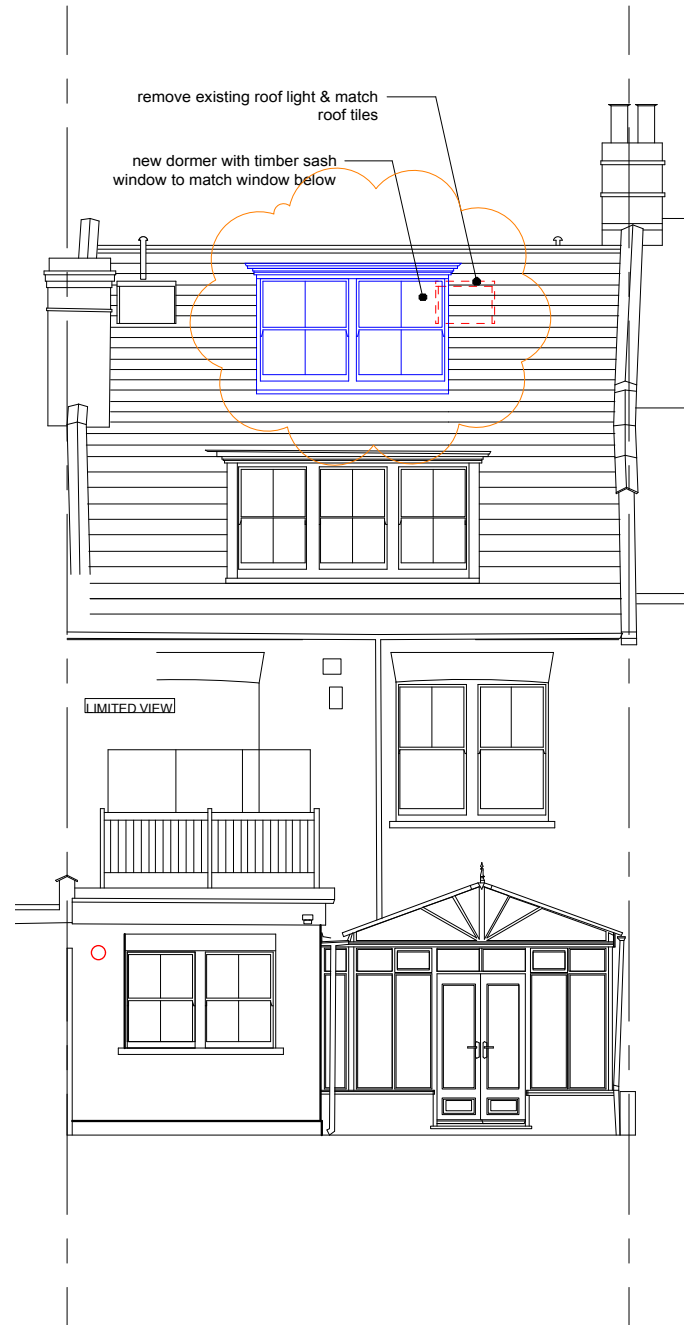 remove existing roof light & match
roof tiles
new dormer with timber sash
window to match window below
LIMITED VIEW